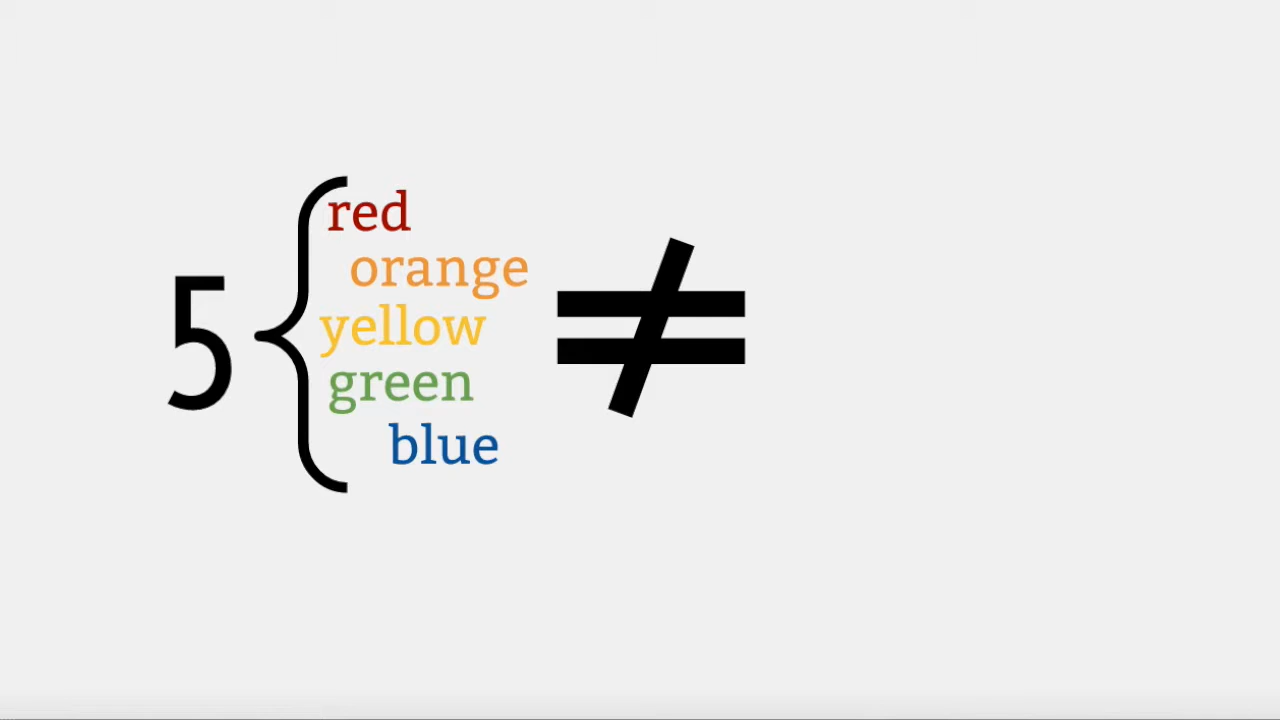 5 { red
orange
yellow
green
blue
≠